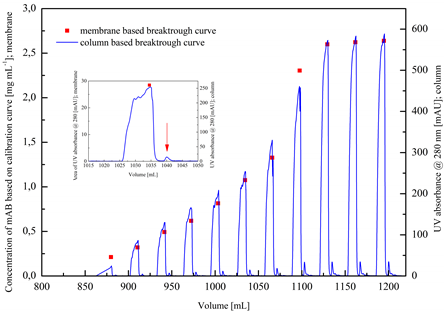 membrane based breaktrough curve
column based breaktrough curve
Concentration of mAB based on calibration curve [mg mL⁻¹]; membrane
UV absorbance @ 280 nm (mAU]; column
3,0
2,5
2,0
1,5
1,0
0,5
0,0
600
500
400
300
200
100
0
800 850 900 950 1000 1050 1100 1150 1200
Volume [mL]
UV absorbance @ 280 [mAU]; membrane
UV absorbance @ 280 [mAU]; column
30
20
10
0
250
200
150
100
50
0
1015 1020 1025 1030 1035 1040 1045 1050
Volume [mL]